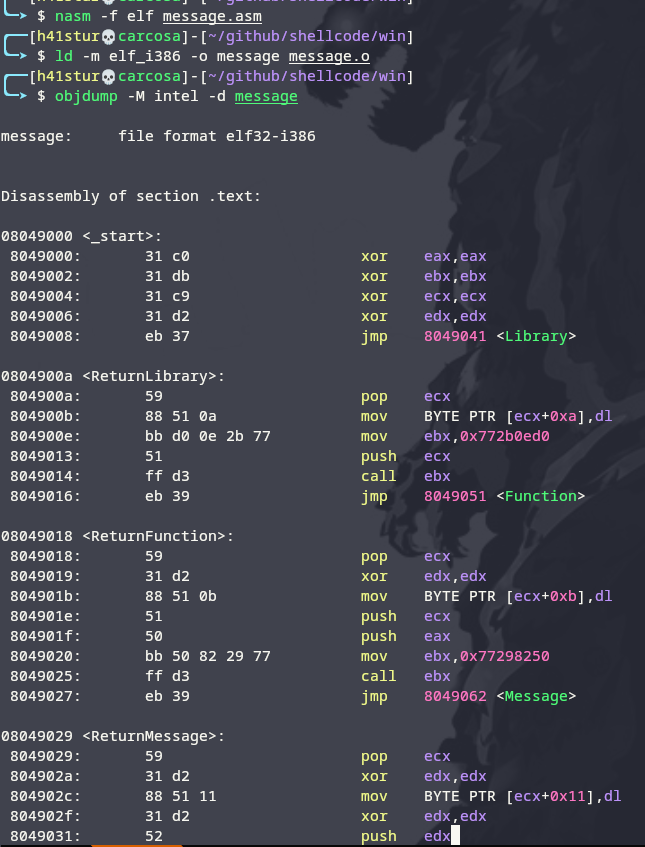 $ nasm -f elf message.asm
[h41stur💀carcosa]-[~/github/shellcode/win]
$ ld -m elf_i386 -o message message.o
[h41stur💀carcosa]-[~/github/shellcode/win]
$ objdump -M intel -d message
message:     file format elf32-i386
Disassembly of section .text:
08049000 <_start>:
8049000:	31 c0	xor	eax,eax
8049002:	31 db	xor	ebx,ebx
8049004:	31 c9	xor	ecx,ecx
8049006:	31 d2	xor	edx,edx
8049008:	eb 37	jmp	8049041 <Library>
0804900a <ReturnLibrary>:
804900a:	59	pop	ecx
804900b:	88 51 0a	mov	BYTE PTR [ecx+0xa],dl
804900e:	bb d0 0e 2b 77	mov	ebx,0x772b0ed0
8049013:	51	push	ecx
8049014:	ff d3	call	ebx
8049016:	eb 39	jmp	8049051 <Function>
08049018 <ReturnFunction>:
8049018:	59	pop	ecx
8049019:	31 d2	xor	edx,edx
804901b:	88 51 0b	mov	BYTE PTR [ecx+0xb],dl
804901e:	51	push	ecx
804901f:	50	push	eax
8049020:	bb 50 82 29 77	mov	ebx,0x77298250
8049025:	ff d3	call	ebx
8049027:	eb 39	jmp	8049062 <Message>
08049029 <ReturnMessage>:
8049029:	59	pop	ecx
804902a:	31 d2	xor	edx,edx
804902c:	88 51 11	mov	BYTE PTR [ecx+0x11],dl
804902f:	31 d2	xor	edx,edx
8049031:	52	push	edx